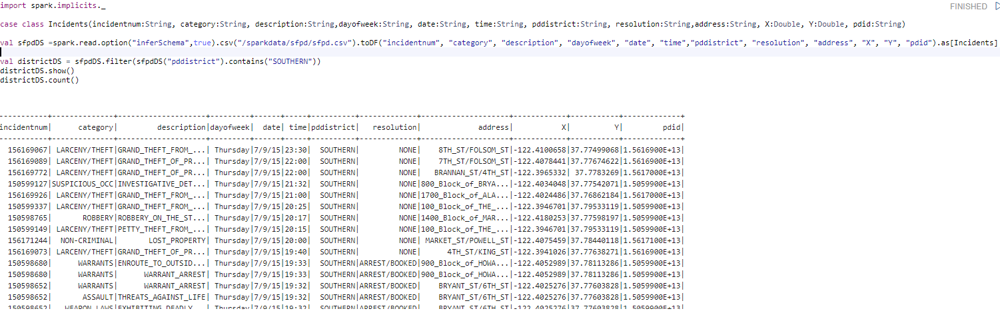 import spark.implicits._
FINISHED
case class Incidents(incidentnum:String, category:String, description:String,dayofweek:String, date:String, time:String, pddistrict:String, resolution:String,address:String, X:Double, Y:Double, pdid:String)
val sfpdDS =spark.read.option("inferSchema",true).csv("/sparkdata/sfpd/sfpd.csv").toDF("incidentnum", "category", "description", "dayofweek", "date", "time","pddistrict", "resolution", "address", "X", "Y", "pdid").as[Incidents]
val districtDS = sfpdDS.filter(sfpdDS("pddistrict").contains("SOUTHERN"))
districtDS.show()
districtDS.count()
incidentnum| category| description|dayofweek| date| time|pddistrict| resolution| address| X| Y| pdid|
156169067| LARCENY/THEFT|GRAND_THEFT_FROM_...| Thursday|7/9/15|23:30| SOUTHERN| NONE| 8TH_ST/FOLSOM_ST|-122.4100658|37.77499068|1.5616900E+13|
156169089| LARCENY/THEFT|GRAND_THEFT_OF_PR...| Thursday|7/9/15|22:00| SOUTHERN| NONE| 7TH_ST/FOLSOM_ST|-122.4078441|37.77674622|1.5616900E+13|
156169772| LARCENY/THEFT|GRAND_THEFT_OF_PR...| Thursday|7/9/15|22:00| SOUTHERN| NONE| BRANNAN_ST/4TH_ST|-122.3965332| 37.7783269|1.5617000E+13|
150599127|SUSPICIOUS_OCC|INVESTIGATIVE_DET...| Thursday|7/9/15|21:32| SOUTHERN| NONE|800_Block_of_BRYA...|-122.4034048|37.77542071|1.5059900E+13|
156169926| LARCENY/THEFT|GRAND_THEFT_FROM_...| Thursday|7/9/15|21:00| SOUTHERN| NONE|1700_Block_of_ALA...|-122.4024486|37.76862184|1.5617000E+13|
150599337| LARCENY/THEFT|GRAND_THEFT_FROM_...| Thursday|7/9/15|20:25| SOUTHERN| NONE|100_Block_of_THE_...|-122.3946701|37.79533119|1.5059900E+13|
150598765| ROBBERY|ROBBERY_ON_THE_ST...| Thursday|7/9/15|20:17| SOUTHERN| NONE|1400_Block_of_MAR...|-122.4180253|37.77598197|1.5059900E+13|
150599149| LARCENY/THEFT|PETTY_THEFT_FROM_...| Thursday|7/9/15|20:15| SOUTHERN| NONE|100_Block_of_THE_...|-122.3946701|37.79533119|1.5059900E+13|
156171244| NON-CRIMINAL| LOST_PROPERTY| Thursday|7/9/15|20:00| SOUTHERN| NONE| MARKET_ST/POWELL_ST|-122.4075459|37.78440118|1.5617100E+13|
156169073| LARCENY/THEFT|GRAND_THEFT_OF_PR...| Thursday|7/9/15|19:40| SOUTHERN| NONE| 4TH_ST/KING_ST|-122.3941026|37.77638271|1.5616900E+13|
150598680| WARRANTS|ENROUTE_TO_OUTSID...| Thursday|7/9/15|19:33| SOUTHERN|ARREST/BOOKED|900_Block_of_HOWA...|-122.4052989|37.78113286|1.5059900E+13|
150598680| WARRANTS| WARRANT_ARREST| Thursday|7/9/15|19:33| SOUTHERN|ARREST/BOOKED|900_Block_of_HOWA...|-122.4052989|37.78113286|1.5059900E+13|
150598652| WARRANTS| WARRANT_ARREST| Thursday|7/9/15|19:32| SOUTHERN|ARREST/BOOKED| BRYANT_ST/6TH_ST|-122.4025276|37.77603828|1.5059900E+13|
150598652| ASSAULT|THREATS_AGAINST_LIFE| Thursday|7/9/15|19:32| SOUTHERN|ARREST/BOOKED| BRYANT_ST/6TH_ST|-122.4025276|37.77603828|1.5059900E+13|
150598652| WEAPON_LAWS|EXHIBITING_DEADLY_...| Thursday|7/9/15|19:32| SOUTHERN|ARREST/BOOKED| BRYANT_ST/6TH_ST|-122.4025276|37.77603828|1.5059900E+13|